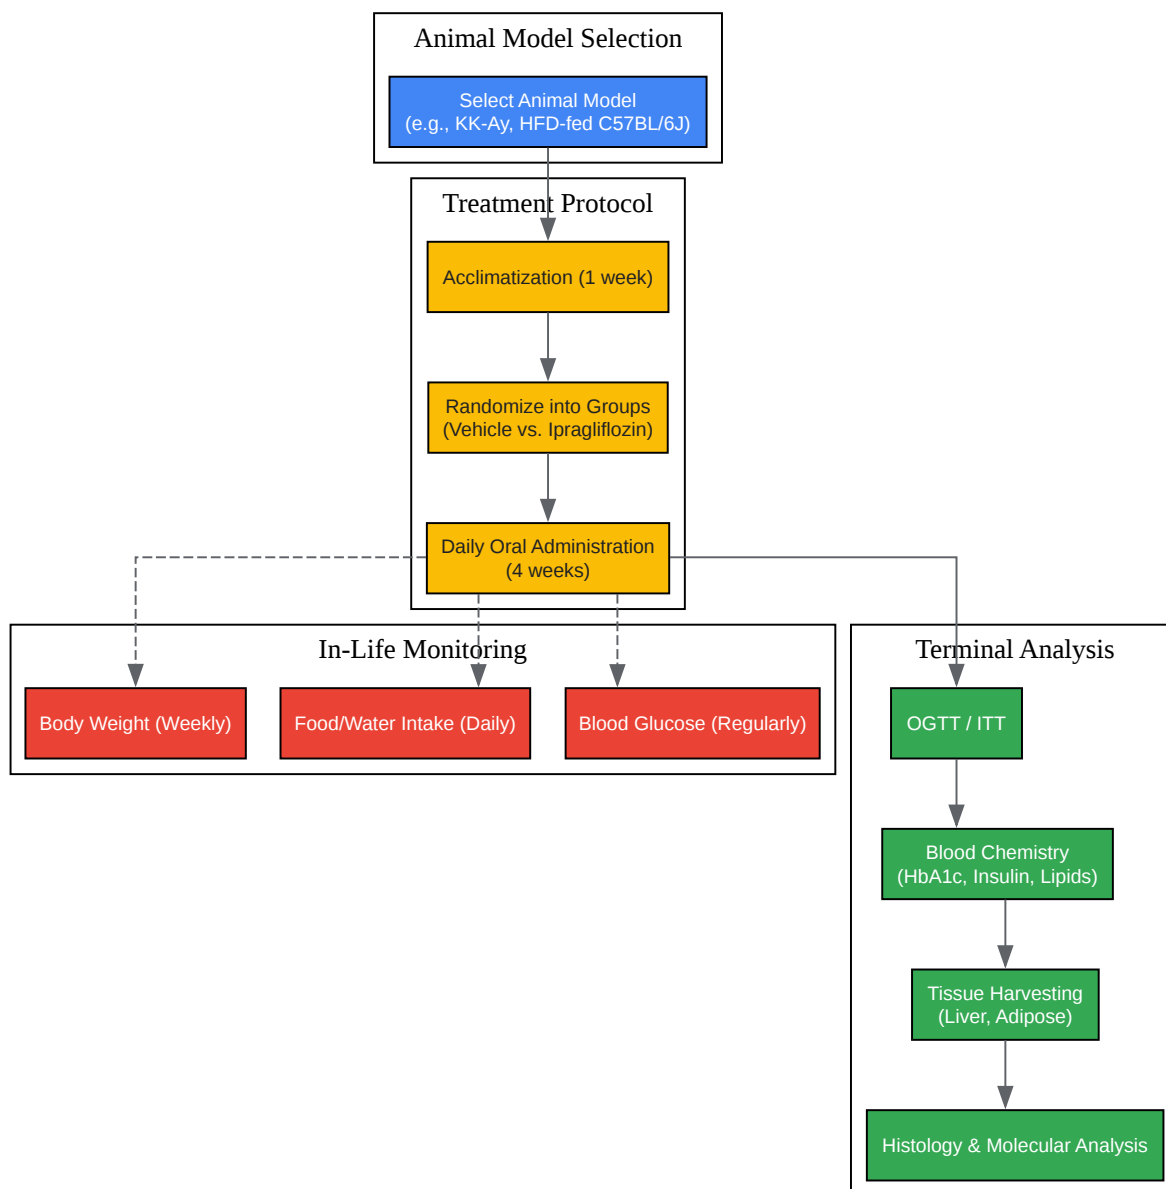 Animal Model Selection
Select Animal Model
(e.g., KK-Ay, HFD-fed C57BL/6J)
Treatment Protocol
Acclimatization (1 week)
Randomize into Groups
(Vehicle vs. Ipragliflozin)
Daily Oral Administration
(4 weeks)
In-Life Monitoring
Body Weight (Weekly)
Food/Water Intake (Daily)
Blood Glucose (Regularly)
Terminal Analysis
OGTT / ITT
Blood Chemistry
(HbA1c, Insulin, Lipids)
Tissue Harvesting
(Liver, Adipose)
Histology & Molecular Analysis